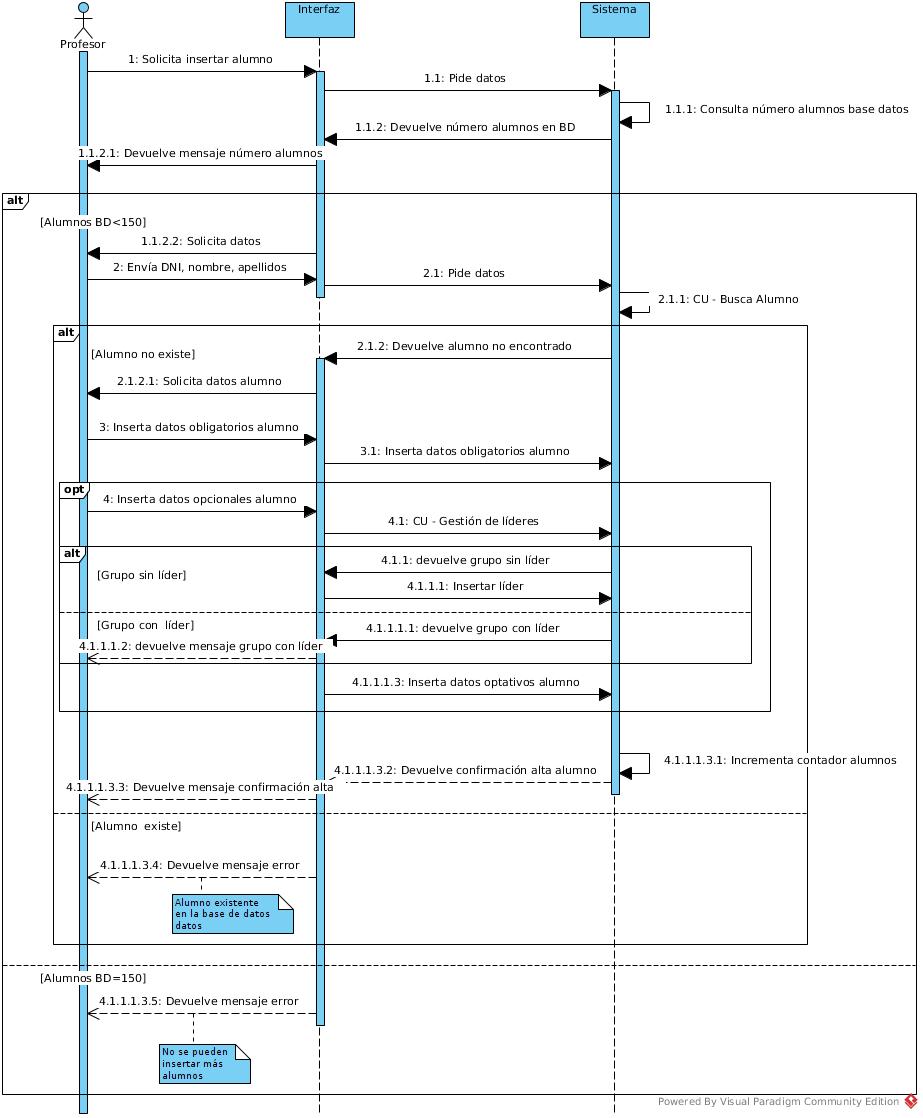 Interfaz
Sistema
Profesor
1: Solicita insertar alumno
1.1: Pide datos
1.1.1: Consulta número alumnos base datos
1.1.2: Devuelve número alumnos en BD
1.1.2.1: Devuelve mensaje número alumnos
alt
[Alumnos BD<150]
1.1.2.2: Solicita datos
2: Envía DNI, nombre, apellidos
2.1: Pide datos
2.1.1: CU - Busca Alumno
alt
2.1.2: Devuelve alumno no encontrado
[Alumno no existe]
2.1.2.1: Solicita datos alumno
3: Inserta datos obligatorios alumno
3.1: Inserta datos obligatorios alumno
opt
4: Inserta datos opcionales alumno
4.1: CU - Gestión de líderes
alt
4.1.1: devuelve grupo sin líder
[Grupo sin líder]
4.1.1.1: Insertar líder
[Grupo con líder]
4.1.1.1.1: devuelve grupo con líder
4.1.1.1.2: devuelve mensaje grupo con líder
4.1.1.1.3: Inserta datos optativos alumno
4.1.1.1.3.1: Incrementa contador alumnos
4.1.1.1.3.2: Devuelve confirmación alta alumno
4.1.1.1.3.3: Devuelve mensaje confirmación alta
[Alumno existe]
4.1.1.1.3.4: Devuelve mensaje error
Alumno existente
en la base de datos
datos
[Alumnos BD=150]
4.1.1.1.3.5: Devuelve mensaje error
No se pueden
insertar más
alumnos
Powered By Visual Paradigm Community Edition